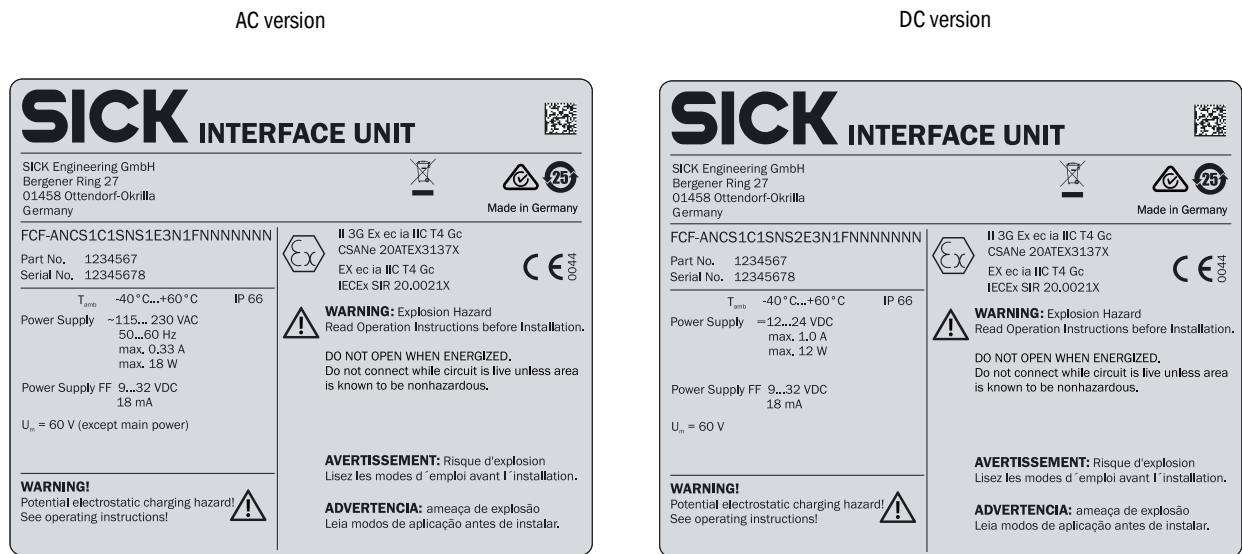 AC version
SICK INTERFACE UNIT
SICK Engineering GmbH
Bergener Ring 27
01458 Ottendorf-Okrilla
Germany
25
Made in Germany
FCF-ANCS1C1SNS1E3N1FNNNNNNN
Part No. 1234567
Serial No. 12345678
Ex
II 3G Ex ec ia IIC T4 Gc
CSANe 20ATEX3137X
EX ec ia IIC T4 Gc
IECEx SIR 20.0021X
CE 0044
Tamb -40°C...+60°C IP 66
Power Supply ~115... 230 VAC
50...60 Hz
max. 0.33 A
max. 18 W
Power Supply FF 9...32 VDC
18 mA
Um = 60 V (except main power)
WARNING!
Potential electrostatic charging hazard!
See operating instructions!
WARNING: Explosion Hazard
Read Operation Instructions before Installation.
DO NOT OPEN WHEN ENERGIZED.
Do not connect while circuit is live unless area
is known to be nonhazardous.
AVERTISSEMENT: Risque d'explosion
Lisez les modes d´emploi avant l´installation.
ADVERTENCIA: ameaça de explosão
Leia modos de aplicação antes de instalar.
DC version
SICK INTERFACE UNIT
SICK Engineering GmbH
Bergener Ring 27
01458 Ottendorf-Okrilla
Germany
25
Made in Germany
FCF-ANCS1C1SNS2E3N1FNNNNNNN
Part No. 1234567
Serial No. 12345678
Ex
II 3G Ex ec ia IIC T4 Gc
CSANe 20ATEX3137X
EX ec ia IIC T4 Gc
IECEx SIR 20.0021X
CE 0044
Tamb -40°C...+60°C IP 66
Power Supply =12...24 VDC
max. 1.0 A
max. 12 W
Power Supply FF 9...32 VDC
18 mA
Um = 60 V
WARNING!
Potential electrostatic charging hazard!
See operating instructions!
WARNING: Explosion Hazard
Read Operation Instructions before Installation.
DO NOT OPEN WHEN ENERGIZED.
Do not connect while circuit is live unless area
is known to be nonhazardous.
AVERTISSEMENT: Risque d'explosion
Lisez les modes d´emploi avant l´installation.
ADVERTENCIA: ameaça de explosão
Leia modos de aplicação antes de instalar.